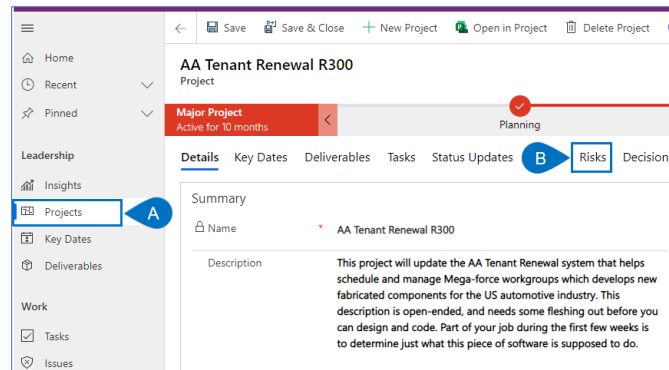 Save
Save & Close
New Project
Open in Project
Delete Project
Home
Recent
Pinned
Leadership
Insights
Projects
A
Key Dates
Deliverables
Work
Tasks
Issues
AA Tenant Renewal R300
Project
Major Project
Active for 10 months
Planning
Details
Key Dates
Deliverables
Tasks
Status Updates
B
Risks
Decision
Summary
Name
*
AA Tenant Renewal R300
Description
This project will update the AA Tenant Renewal system that helps
schedule and manage Mega-force workgroups which develops new
fabricated components for the US automotive industry. This
description is open-ended, and needs some fleshing out before you
can design and code. Part of your job during the first few weeks is
to determine just what this piece of software is supposed to do.